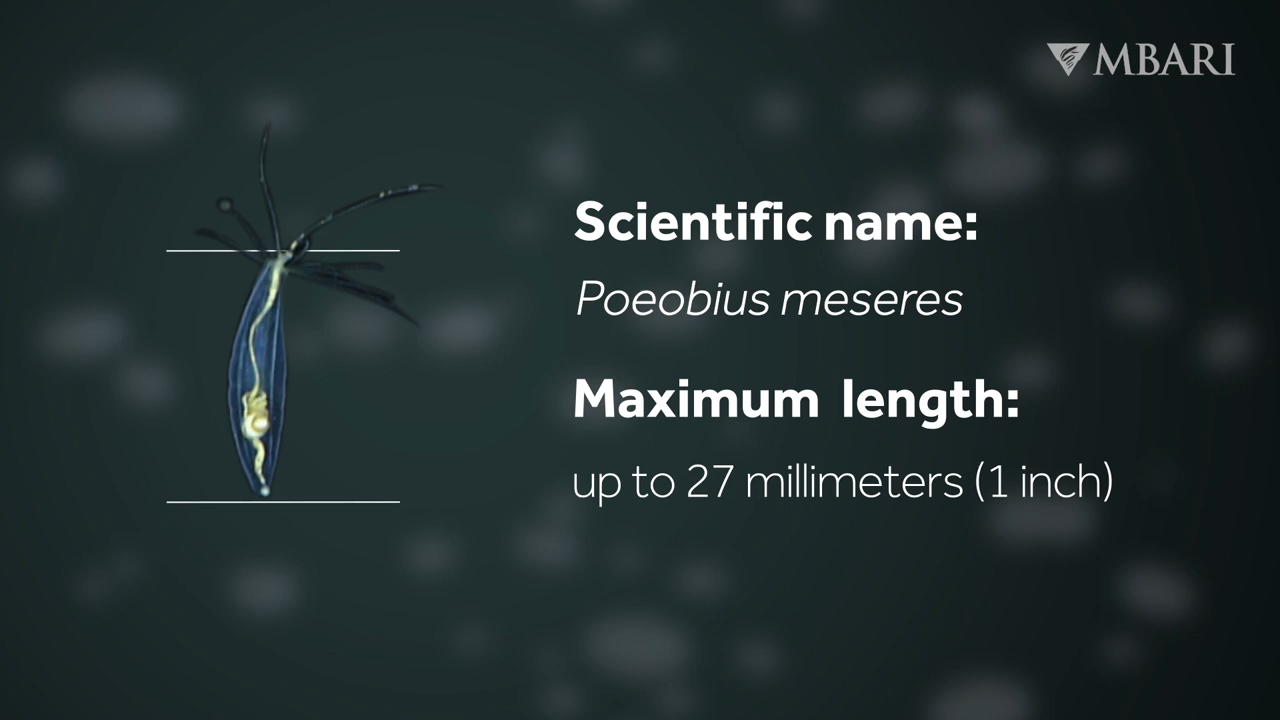 MBARI
Scientific name:
Poeobius meseres
Maximum length:
up to 27 millimeters (1 inch)